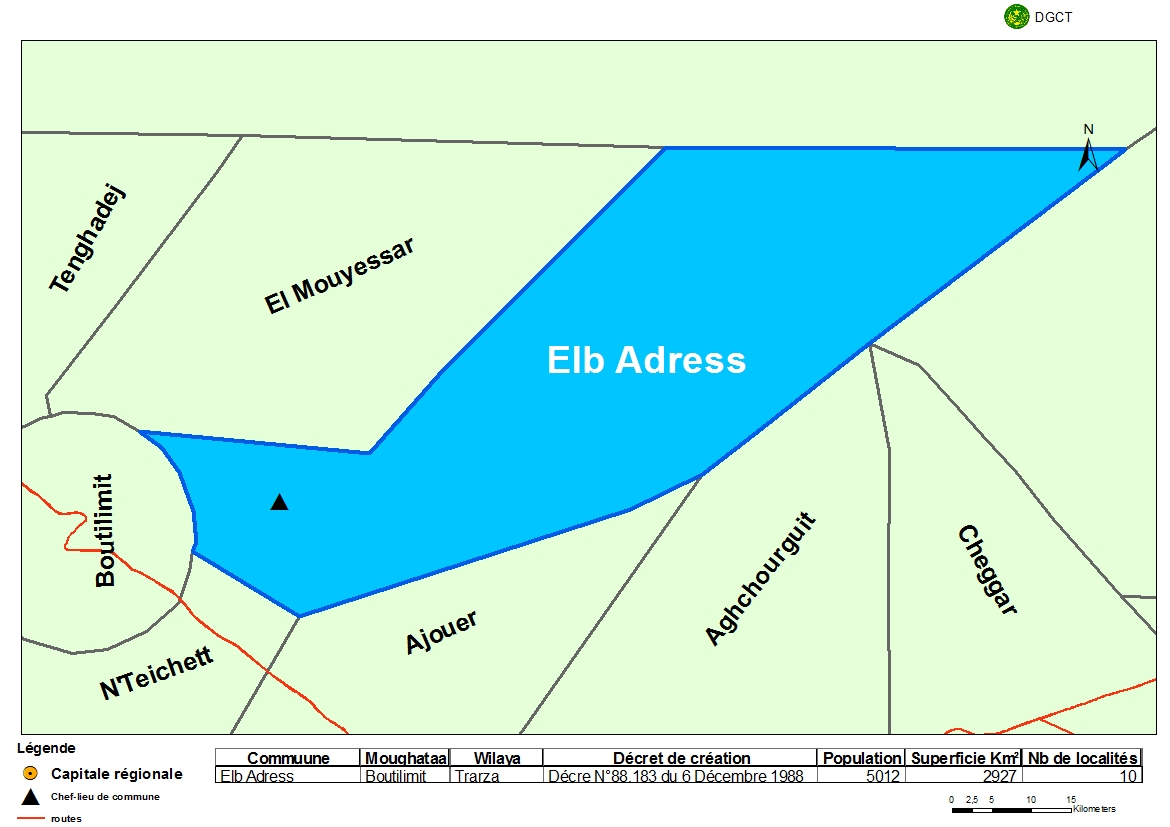 DGCT
N
Tenghadej
El Mouyessar
Elb Adress
Boutilimit
Cheggar
Aghchourguit
Ajouer
N'Teichett
Légende
Capitale régionale
Chef-lieu de commune
routes
Commuune Moughataa Wilaya Décret de création Population Superficie Km² Nb de localités
Elb Adress Boutilimit Trarza Décre N°88.183 du 6 Décembre 1988 5012 2927 10
0 2,5 5 10 15
Kilometers